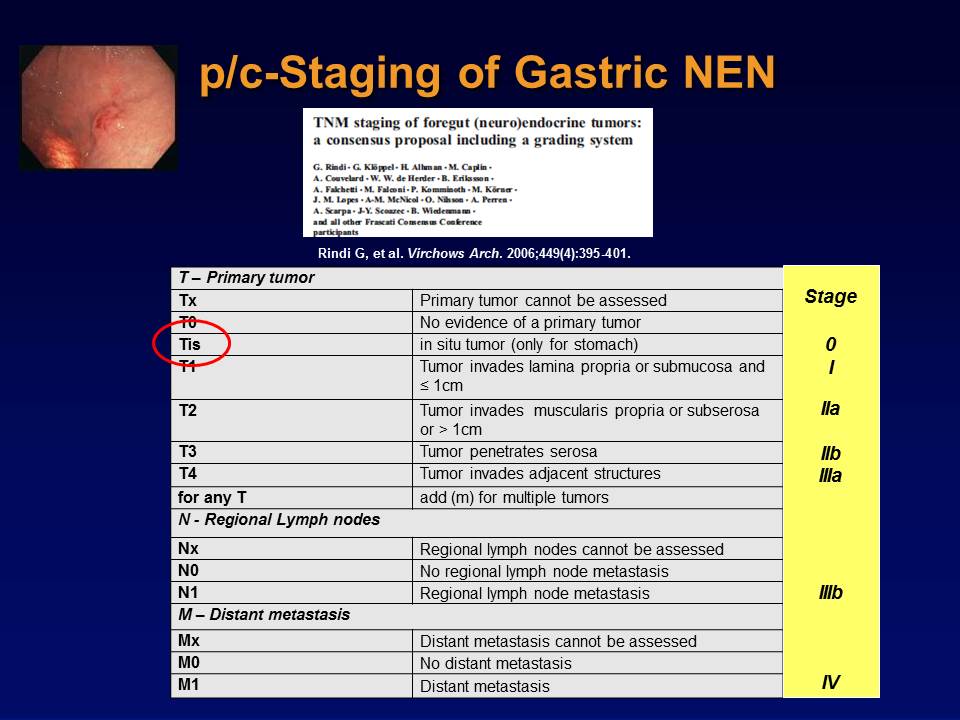 p/c-Staging of Gastric NEN
TNM staging of foregut (neuro)endocrine tumors:
a consensus proposal including a grading system
G. Rindi · G. Klöppel · H. Alhman · M. Caplin ·
A. Couvelard · W. W. de Herder · B. Eriksson ·
A. Falchetti · M. Falconi · P. Komminoth · M. Körner ·
J. M. Lopes · A-M. McNicol · O. Nilsson · A. Perren ·
A. Scarpa · J-Y. Scoazec · B. Wiedenmann ·
and all other Frascati Consensus Conference
participants
Rindi G, et al. Virchows Arch. 2006;449(4):395-401.
T – Primary tumor
Stage
Tx Primary tumor cannot be assessed
T0 No evidence of a primary tumor
Tis in situ tumor (only for stomach) 0
T1 Tumor invades lamina propria or submucosa and I
≤ 1cm
T2 Tumor invades muscularis propria or subserosa IIa
or > 1cm
T3 Tumor penetrates serosa IIb
T4 Tumor invades adjacent structures IIIa
for any T add (m) for multiple tumors
N - Regional Lymph nodes
Nx Regional lymph nodes cannot be assessed
N0 No regional lymph node metastasis
N1 Regional lymph node metastasis IIIb
M – Distant metastasis
Mx Distant metastasis cannot be assessed
M0 No distant metastasis
M1 Distant metastasis IV